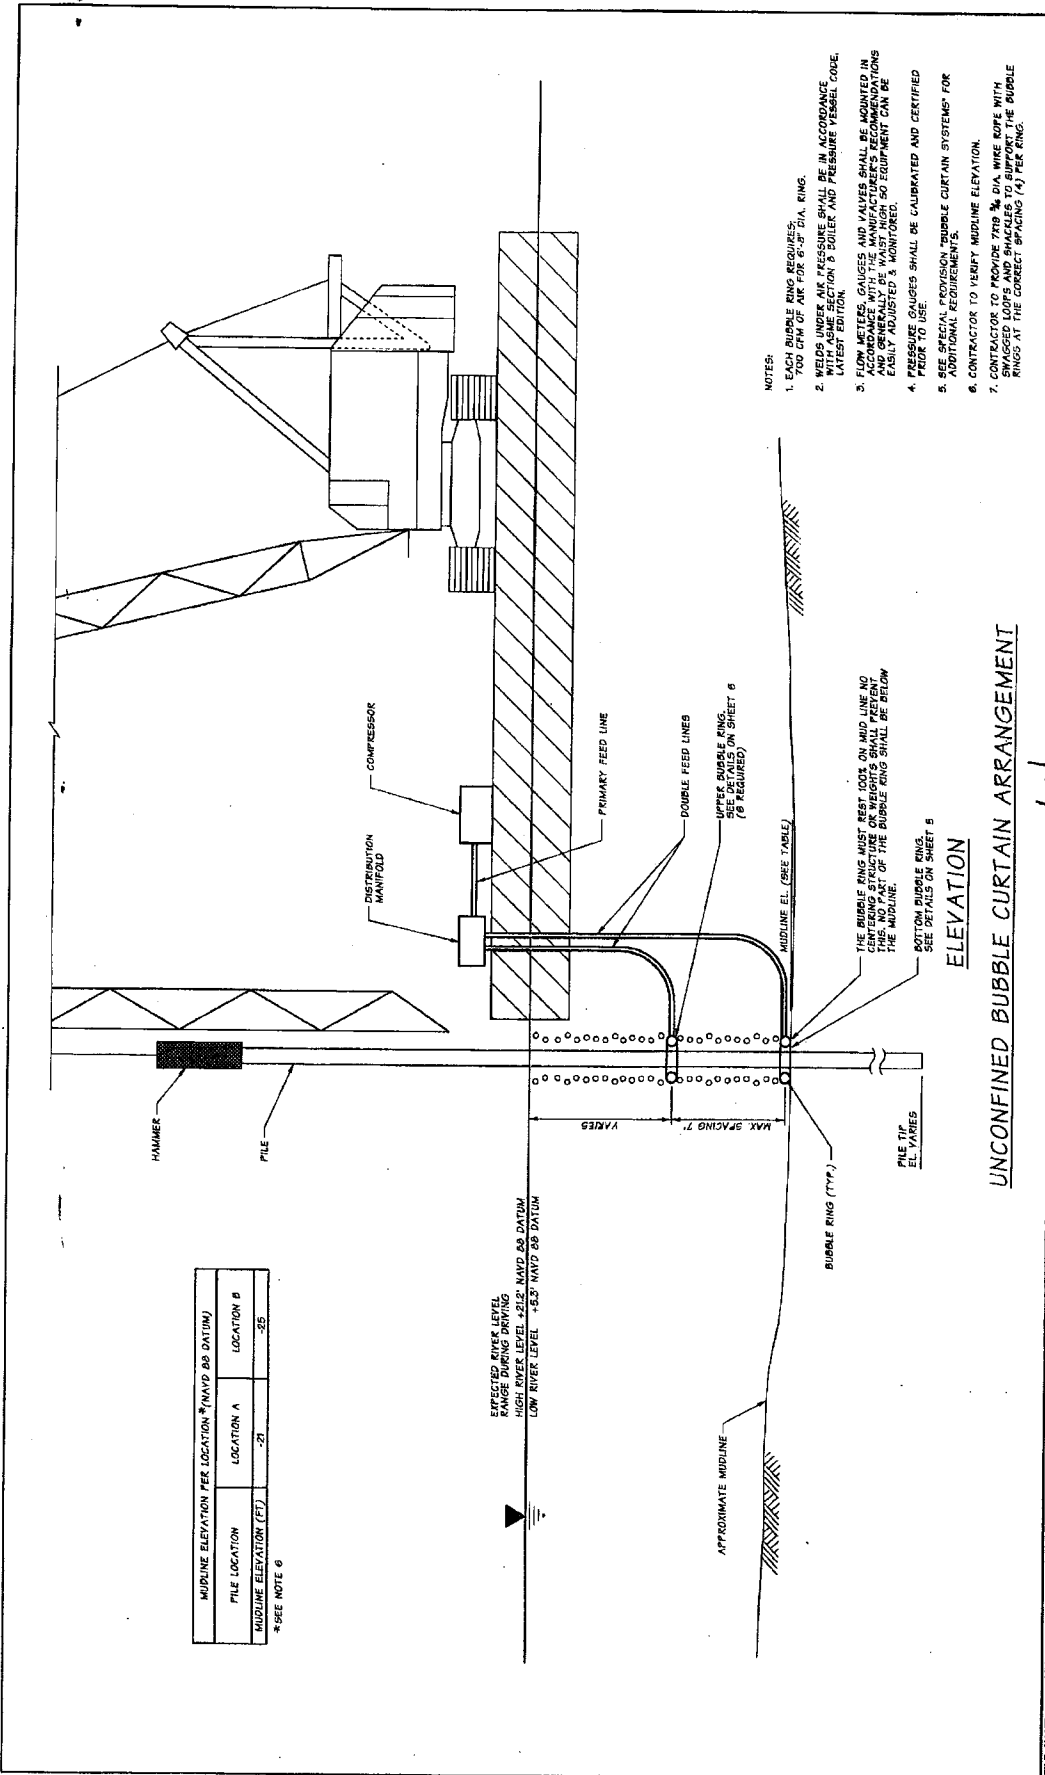 MUDLINE ELEVATION PER LOCATION *(NAVD 88 DATUM)
PILE LOCATION
LOCATION A
LOCATION B
MUDLINE ELEVATION (FT)
-21
-25
*SEE NOTE 6
HAMMER
PILE
DISTRIBUTION
MANIFOLD
COMPRESSOR
EXPECTED RIVER LEVEL
RANGE DURING DRIVING
HIGH RIVER LEVEL +21.2' NAVD 88 DATUM
LOW RIVER LEVEL +5.3' NAVD 88 DATUM
VARIES
MAX. SPACING 7'
PRIMARY FEED LINE
DOUBLE FEED LINES
UPPER BUBBLE RING.
SEE DETAILS ON SHEET 6
(6 REQUIRED)
MUDLINE EL. (SEE TABLE)
APPROXIMATE MUDLINE
BUBBLE RING (TYP.)
PILE TIP
EL. VARIES
THE BUBBLE RING MUST REST 100% ON MUD LINE NO
CENTERING STRUCTURE OR WEIGHTS SHALL PREVENT
THIS. NO PART OF THE BUBBLE RING SHALL BE BELOW
THE MUDLINE.
BOTTOM BUBBLE RING.
SEE DETAILS ON SHEET 5
ELEVATION
UNCONFINED BUBBLE CURTAIN ARRANGEMENT
NOTES:
1. EACH BUBBLE RING REQUIRES;
700 CFM OF AIR FOR 6'-8" DIA. RING.
2. WELDS UNDER AIR PRESSURE SHALL BE IN ACCORDANCE
WITH ASME SECTION 8 BOILER AND PRESSURE VESSEL CODE,
LATEST EDITION.
3. FLOW METERS, GAUGES AND VALVES SHALL BE MOUNTED IN
ACCORDANCE WITH THE MANUFACTURER'S RECOMMENDATIONS
AND GENERALLY BE WAIST HIGH SO EQUIPMENT CAN BE
EASILY ADJUSTED & MONITORED.
4. PRESSURE GAUGES SHALL BE CALIBRATED AND CERTIFIED
PRIOR TO USE.
5. SEE SPECIAL PROVISION "BUBBLE CURTAIN SYSTEMS" FOR
ADDITIONAL REQUIREMENTS.
6. CONTRACTOR TO VERIFY MUDLINE ELEVATION.
7. CONTRACTOR TO PROVIDE 7X19 DIA. WIRE ROPE WITH
SWAGGED LOOPS AND SHACKLES TO SUPPORT THE BUBBLE
RINGS AT THE CORRECT SPACING (4) PER RING.